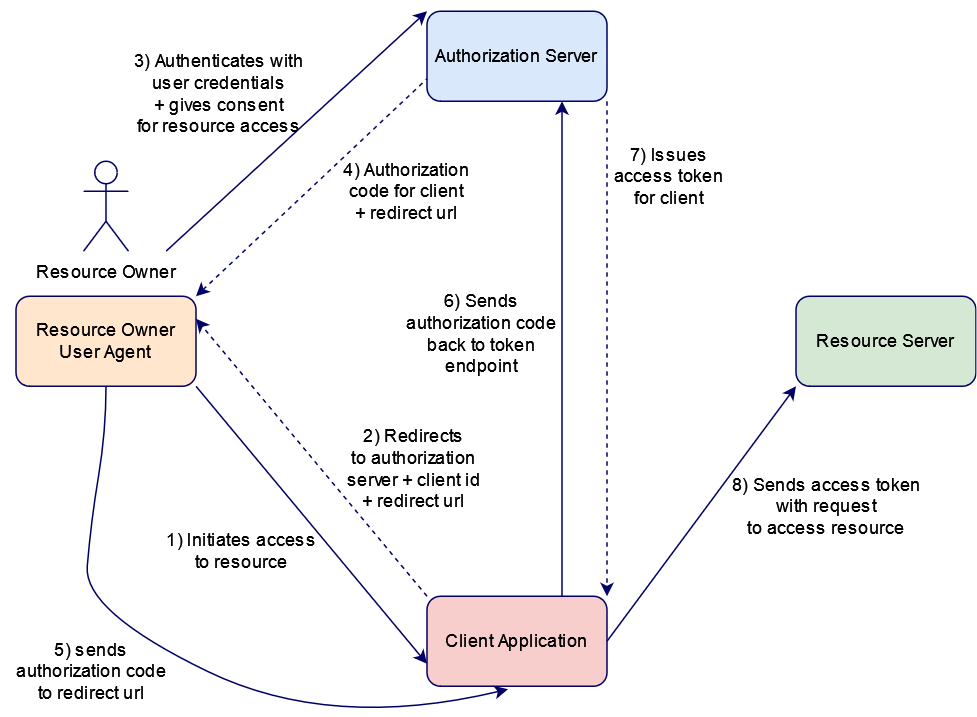 Authorization Server
3) Authenticates with
user credentials
+ gives consent
for resource access
4) Authorization
code for client
+ redirect url
7) Issues
access token
for client
Resource Owner
Resource Owner
User Agent
6) Sends
authorization code
back to token
endpoint
Resource Server
2) Redirects
to authorization
server + client id
+ redirect url
1) Initiates access
to resource
8) Sends access token
with request
to access resource
Client Application
5) sends
authorization code
to redirect url